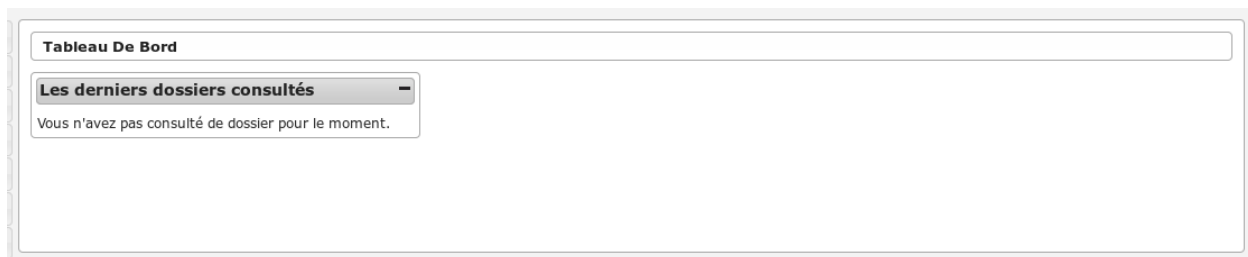 Tableau De Bord
Les derniers dossiers consultés
Vous n'avez pas consulté de dossier pour le moment.